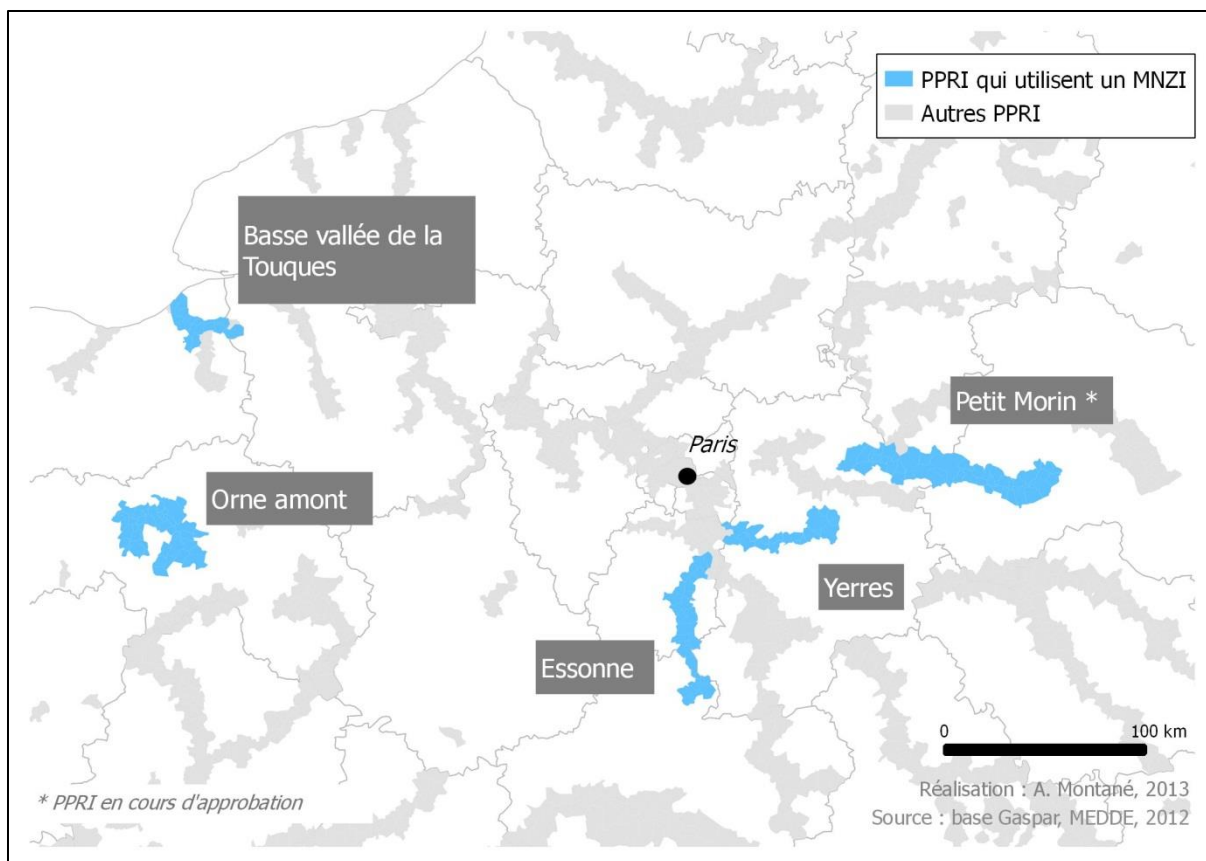 PPRI qui utilisent un MNZI
Autres PPRI
Basse vallée de la
Touques
Petit Morin *
Paris
Orne amont
Yerres
Essonne
0 100 km
* PPRI en cours d'approbation
Réalisation : A. Montané, 2013
Source : base Gaspar, MEDDE, 2012